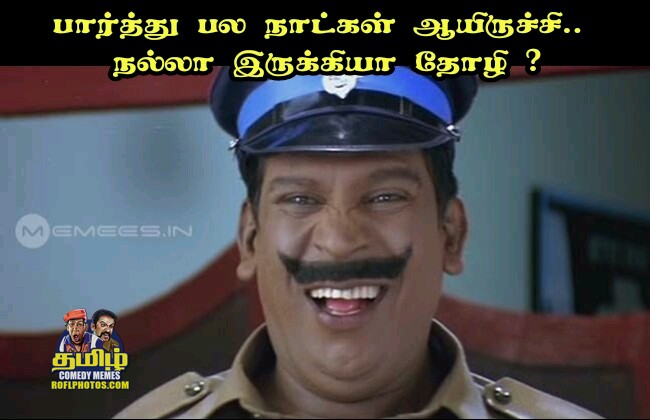 பார்த்து பல நாட்கள் ஆயிருச்சி..
நல்லா இருக்கியா தோழி ?
MEMEES.IN
தமிழ்
COMEDY MEMES
ROFLPHOTOS.COM